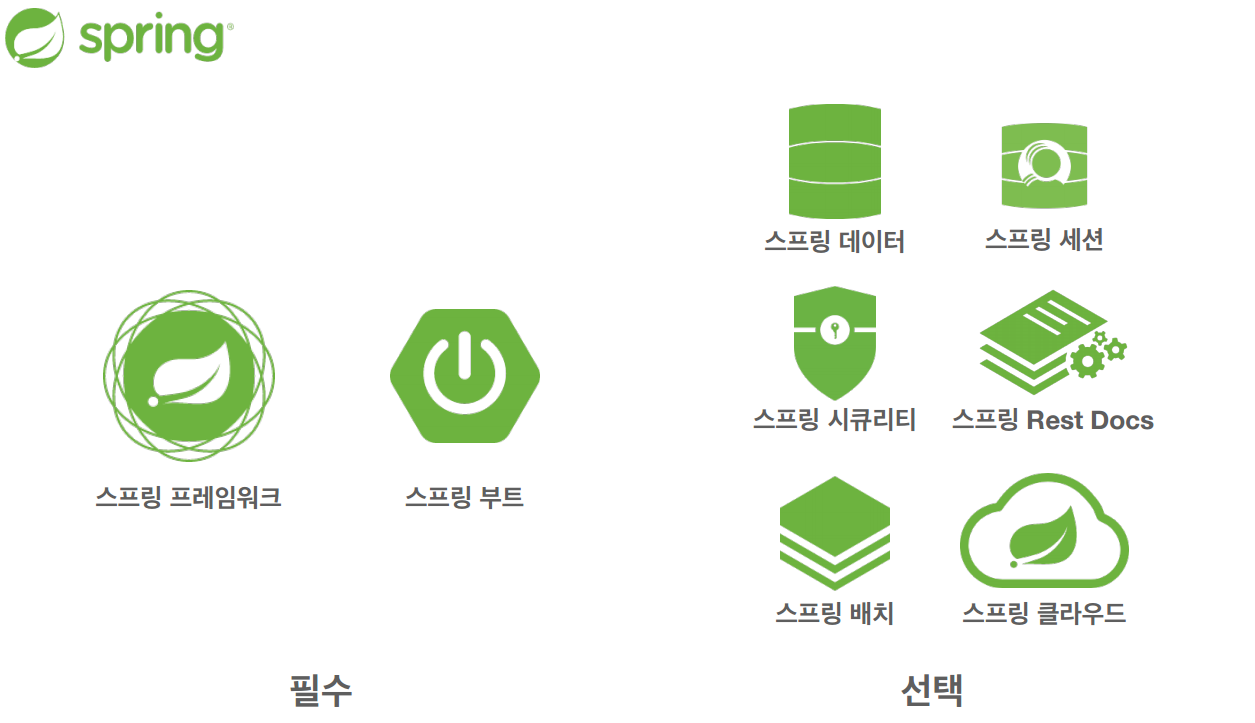 spring®
스프링 데이터
스프링 세션
스프링 시큐리티
스프링 Rest Docs
스프링 프레임워크
스프링 부트
스프링 배치
스프링 클라우드
필수
선택